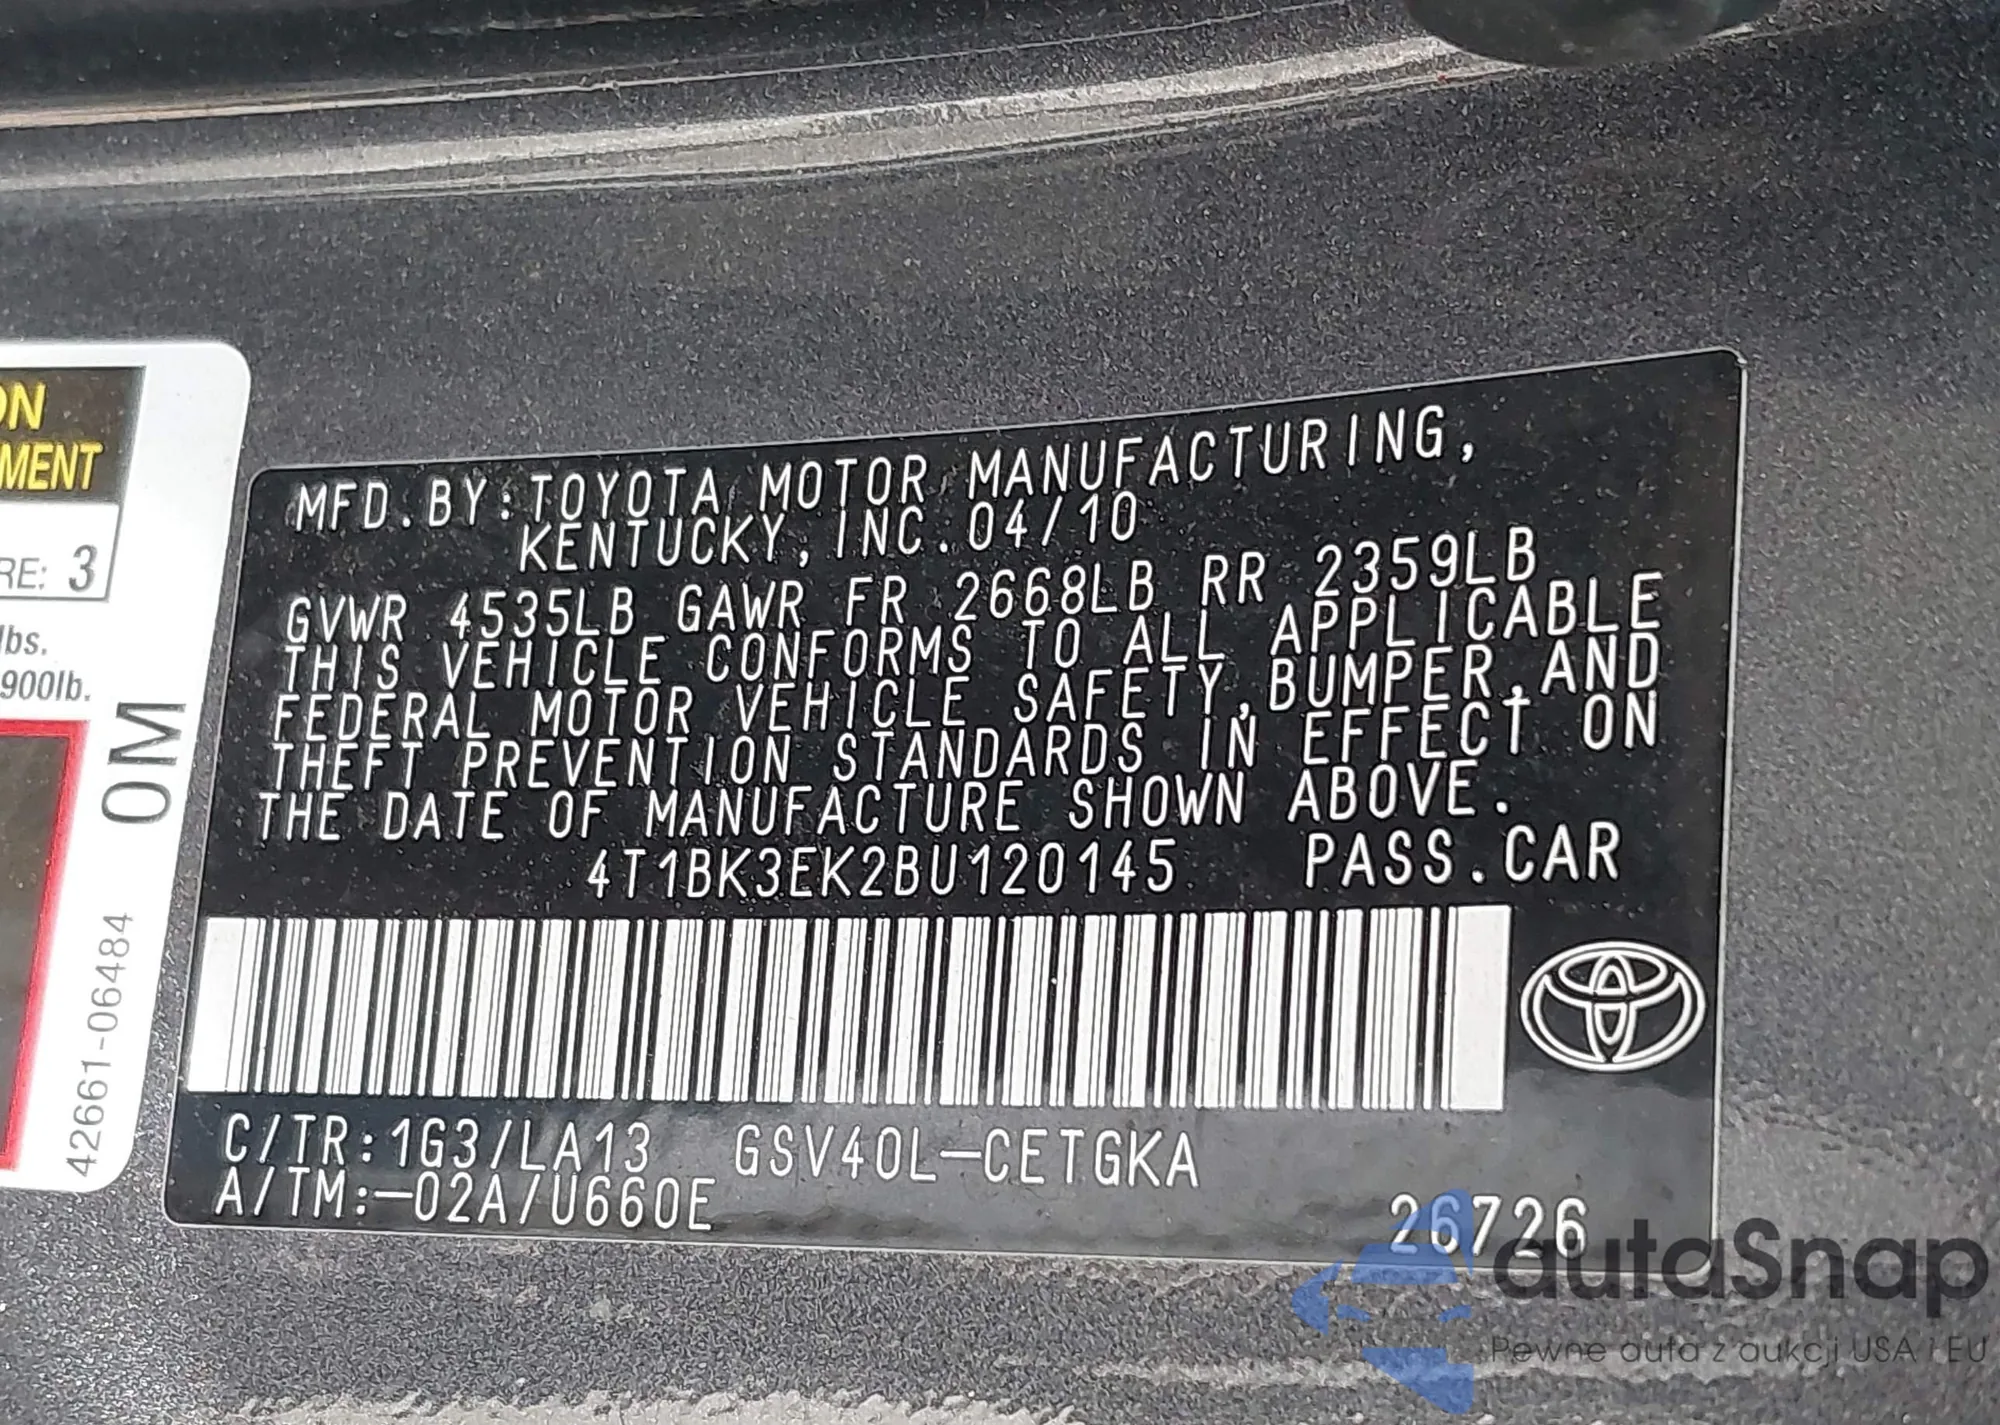 ON
MENT
RE: 3
lbs.
900lb.
0M
42661-06484
MFD.BY:TOYOTA MOTOR MANUFACTURING,
KENTUCKY,INC.04/10
GVWR 4535LB GAWR FR 2668LB RR 2359LB
THIS VEHICLE CONFORMS TO ALL APPLICABLE
FEDERAL MOTOR VEHICLE SAFETY,BUMPER,AND
THEFT PREVENTION STANDARDS IN EFFECT ON
THE DATE OF MANUFACTURE SHOWN ABOVE.
4T1BK3EK2BU120145 PASS.CAR
C/TR:1G3/LA13 GSV40L-CETGKA
A/TM:-02A/U660E
26726
autaSnap
Pewne auta z aukcji USA i EU